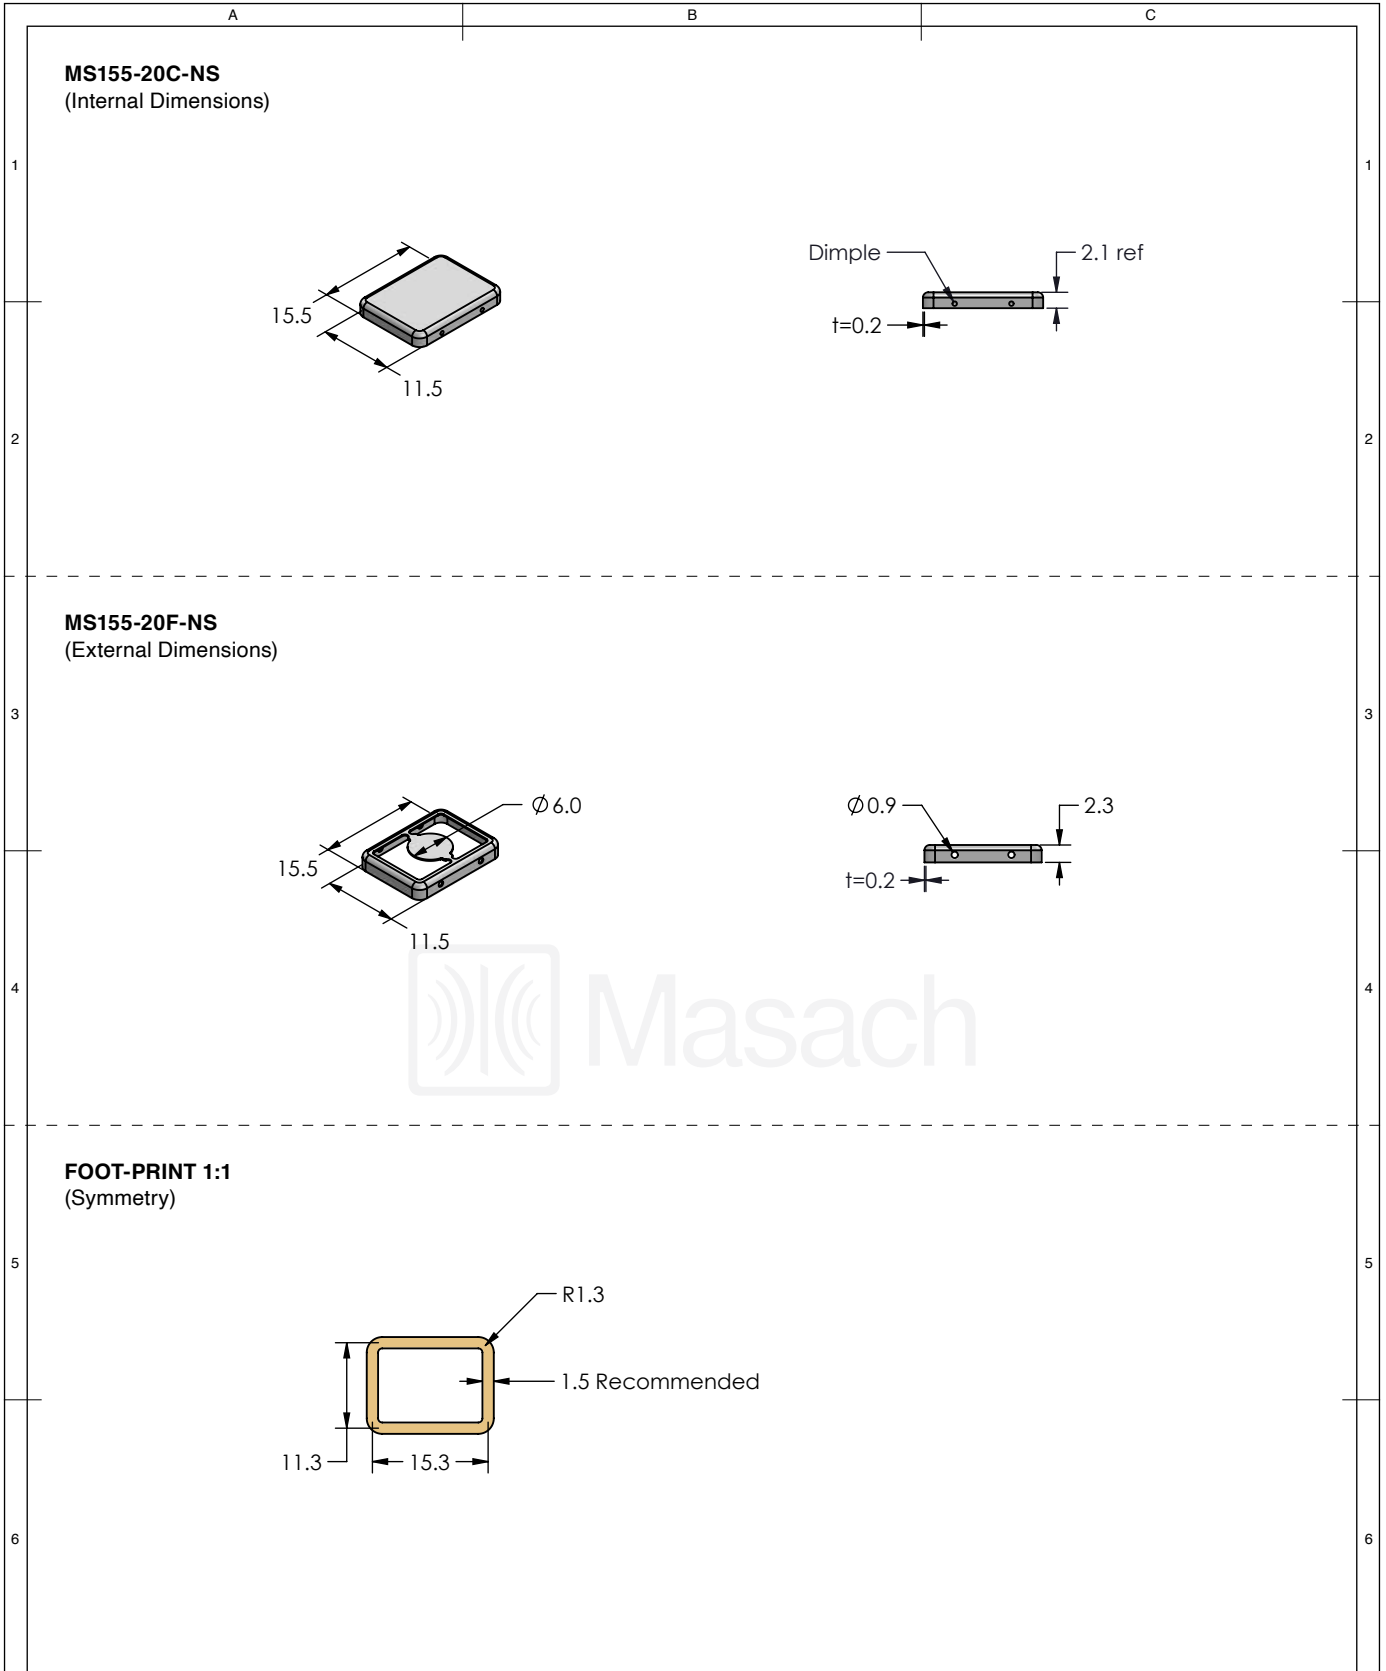 A B C
MS155-20C-NS
(Internal Dimensions)
1 1
Dimple 2.1 ref
15.5 t=0.2
11.5
2 2
MS155-20F-NS
(External Dimensions)
3 3
Ø6.0 Ø0.9 2.3
15.5 t=0.2
11.5
4 Masach 4
FOOT-PRINT 1:1
(Symmetry)
5 5
R1.3
1.5 Recommended
11.3 15.3
6 6